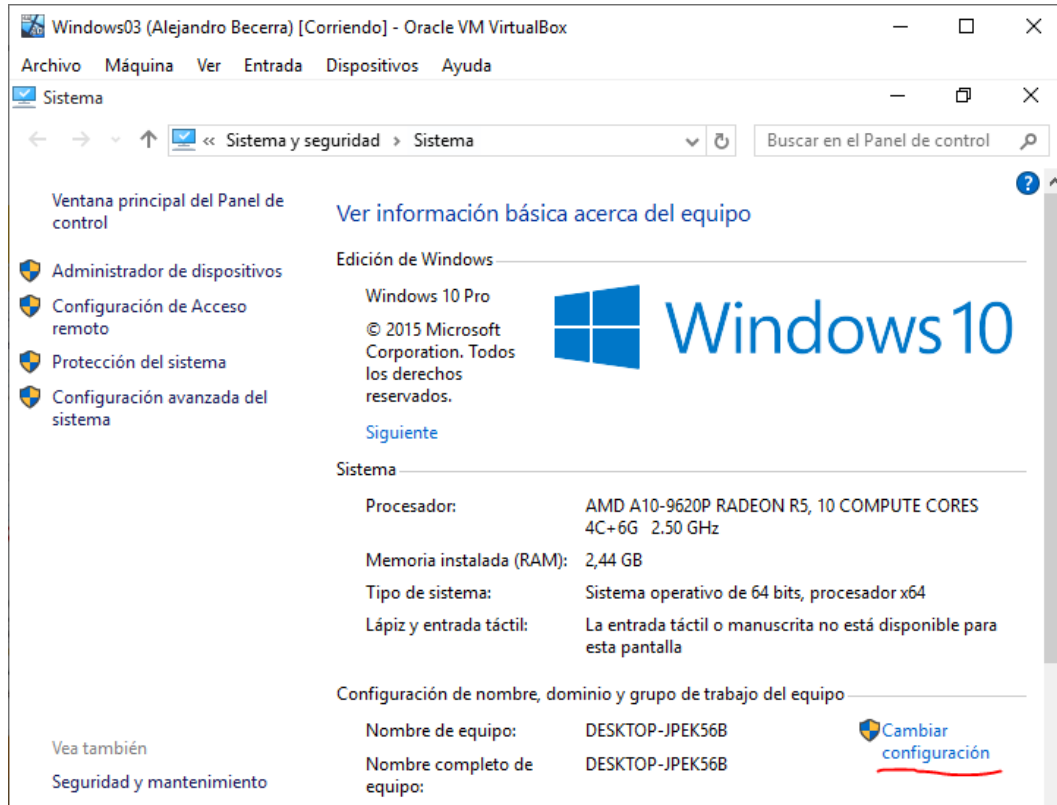 Windows03 (Alejandro Becerra) [Corriendo] - Oracle VM VirtualBox
Archivo Máquina Ver Entrada Dispositivos Ayuda
Sistema
« Sistema y seguridad > Sistema
Buscar en el Panel de control
?
Ventana principal del Panel de
control
Administrador de dispositivos
Configuración de Acceso
remoto
Protección del sistema
Configuración avanzada del
sistema
Vea también
Seguridad y mantenimiento
Ver información básica acerca del equipo
Edición de Windows
Windows 10 Pro
© 2015 Microsoft
Corporation. Todos
los derechos
reservados.
Siguiente
Windows 10
Sistema
Procesador: AMD A10-9620P RADEON R5, 10 COMPUTE CORES
4C+6G 2.50 GHz
Memoria instalada (RAM): 2,44 GB
Tipo de sistema: Sistema operativo de 64 bits, procesador x64
Lápiz y entrada táctil: La entrada táctil o manuscrita no está disponible para
esta pantalla
Configuración de nombre, dominio y grupo de trabajo del equipo
Nombre de equipo: DESKTOP-JPEK56B
Cambiar
configuración
Nombre completo de DESKTOP-JPEK56B
equipo: